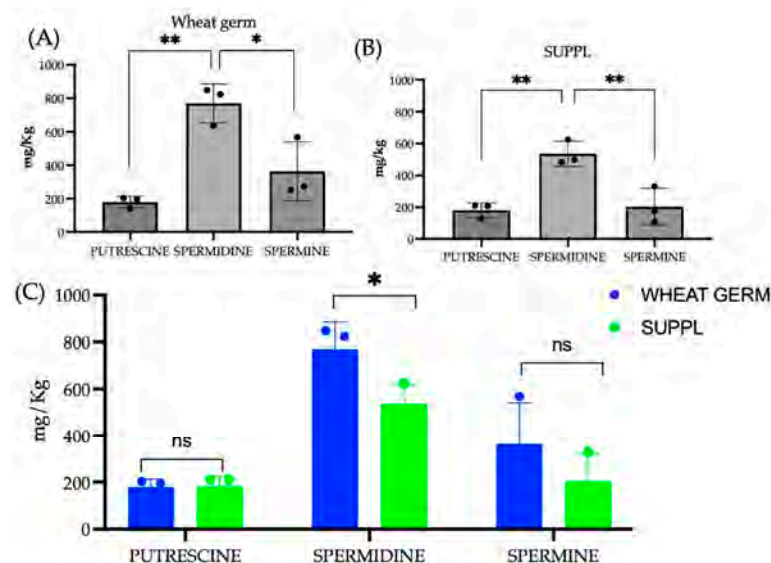 (A)
Wheat germ
** *
1000
800
600
400
200
0
mg/Kg
PUTRESCINE SPERMIDINE SPERMINE
(B)
SUPPL
** **
1000
800
600
400
200
0
mg/kg
PUTRESCINE SPERMIDINE SPERMINE
(C)
1000
800
600
400
200
0
mg / Kg
ns
*
ns
WHEAT GERM
SUPPL
PUTRESCINE SPERMIDINE SPERMINE